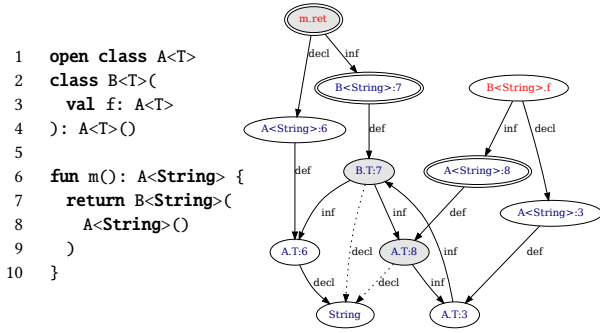 1 open class A<T>
2 class B<T>(
3 val f: A<T>
4 ): A<T>()
5
6 fun m(): A<String> {
7 return B<String>(
8 A<String>()
9 )
10 }
m.ret
decl
inf
B<String>:7
B<String>.f
A<String>:6
def
inf
decl
B.T:7
A<String>:8
def
A<String>:3
inf
decl
inf
def
A.T:6
A.T:8
inf
def
decl
decl
inf
String
A.T:3